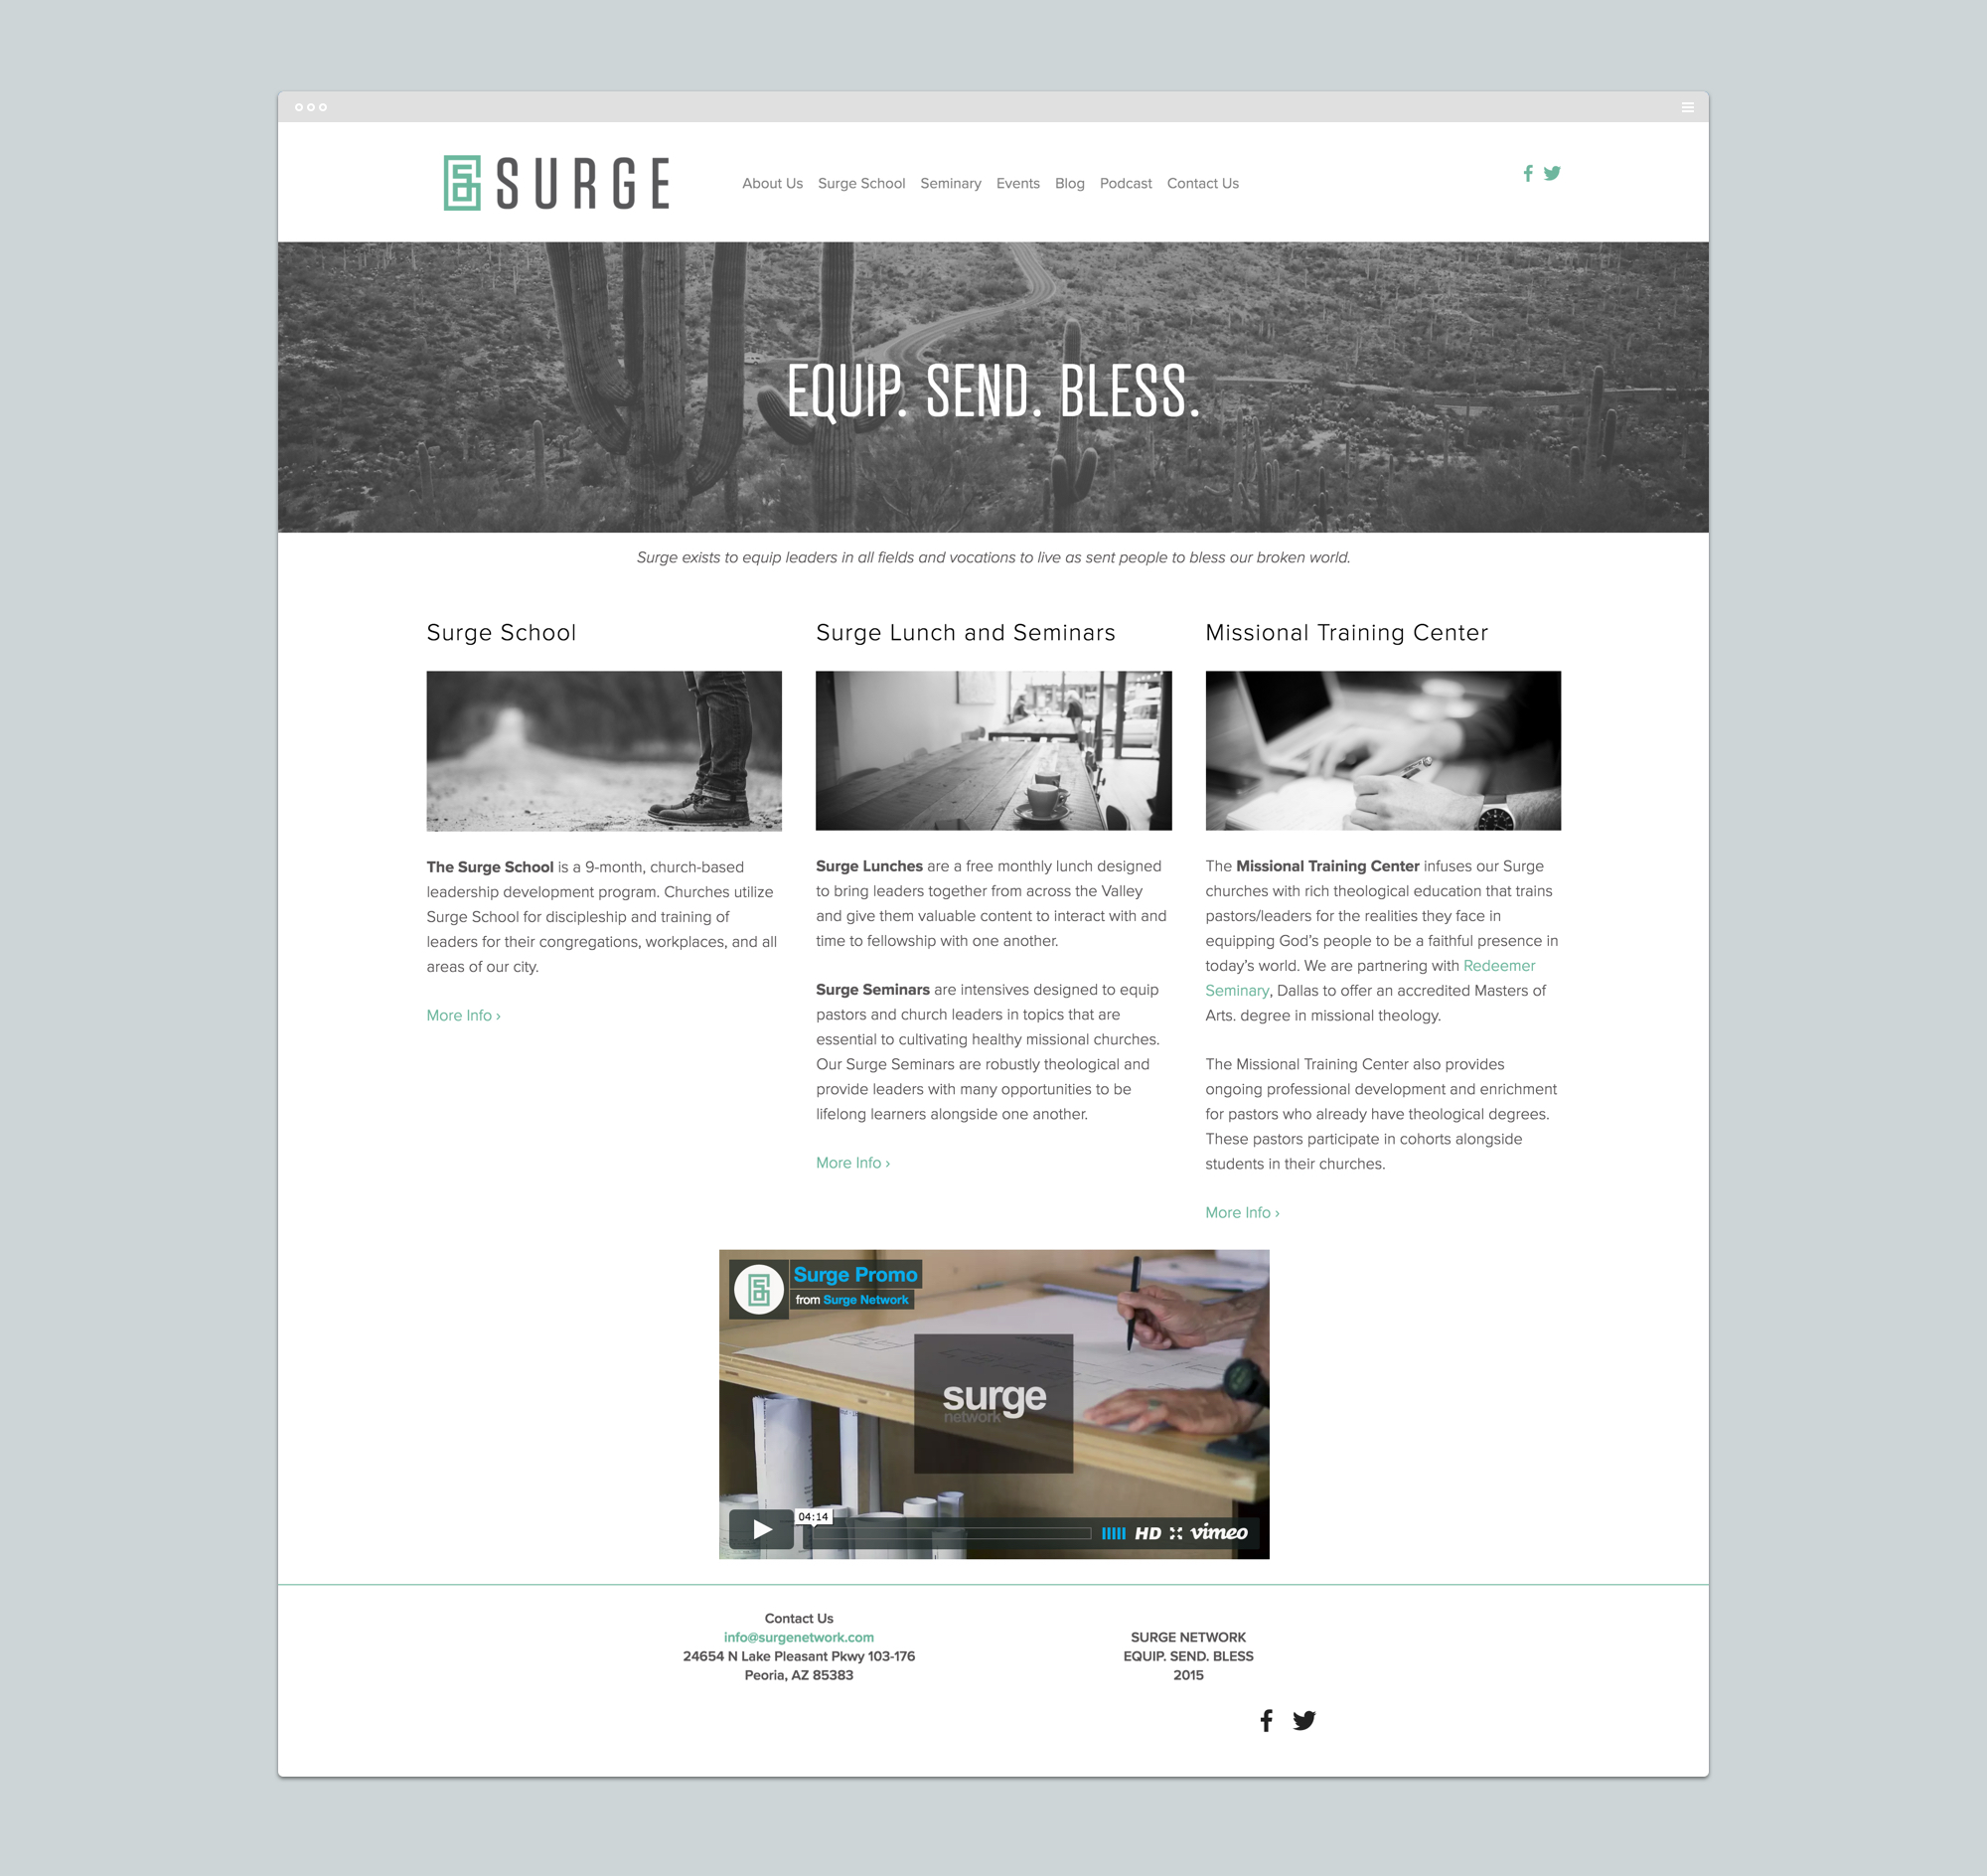 SURGE
About Us Surge School Seminary Events Blog Podcast Contact Us
EQUIP. SEND. BLESS.
Surge exists to equip leaders in all fields and vocations to live as sent people to bless our broken world.
Surge School
The Surge School is a 9-month, church-based
leadership development program. Churches utilize
Surge School for discipleship and training of
leaders for their congregations, workplaces, and all
areas of our city.
More Info ›
Surge Lunch and Seminars
Surge Lunches are a free monthly lunch designed
to bring leaders together from across the Valley
and give them valuable content to interact with and
time to fellowship with one another.
Surge Seminars are intensives designed to equip
pastors and church leaders in topics that are
essential to cultivating healthy missional churches.
Our Surge Seminars are robustly theological and
provide leaders with many opportunities to be
lifelong learners alongside one another.
More Info ›
Missional Training Center
The Missional Training Center infuses our Surge
churches with rich theological education that trains
pastors/leaders for the realities they face in
equipping God’s people to be a faithful presence in
today’s world. We are partnering with Redeemer
Seminary, Dallas to offer an accredited Masters of
Arts. degree in missional theology.
The Missional Training Center also provides
ongoing professional development and enrichment
for pastors who already have theological degrees.
These pastors participate in cohorts alongside
students in their churches.
More Info ›
Surge Promo
from Surge Network
surge
network
04:14
HD vimeo
Contact Us
info@surgenetwork.com
24654 N Lake Pleasant Pkwy 103-176
Peoria, AZ 85383
SURGE NETWORK
EQUIP. SEND. BLESS
2015